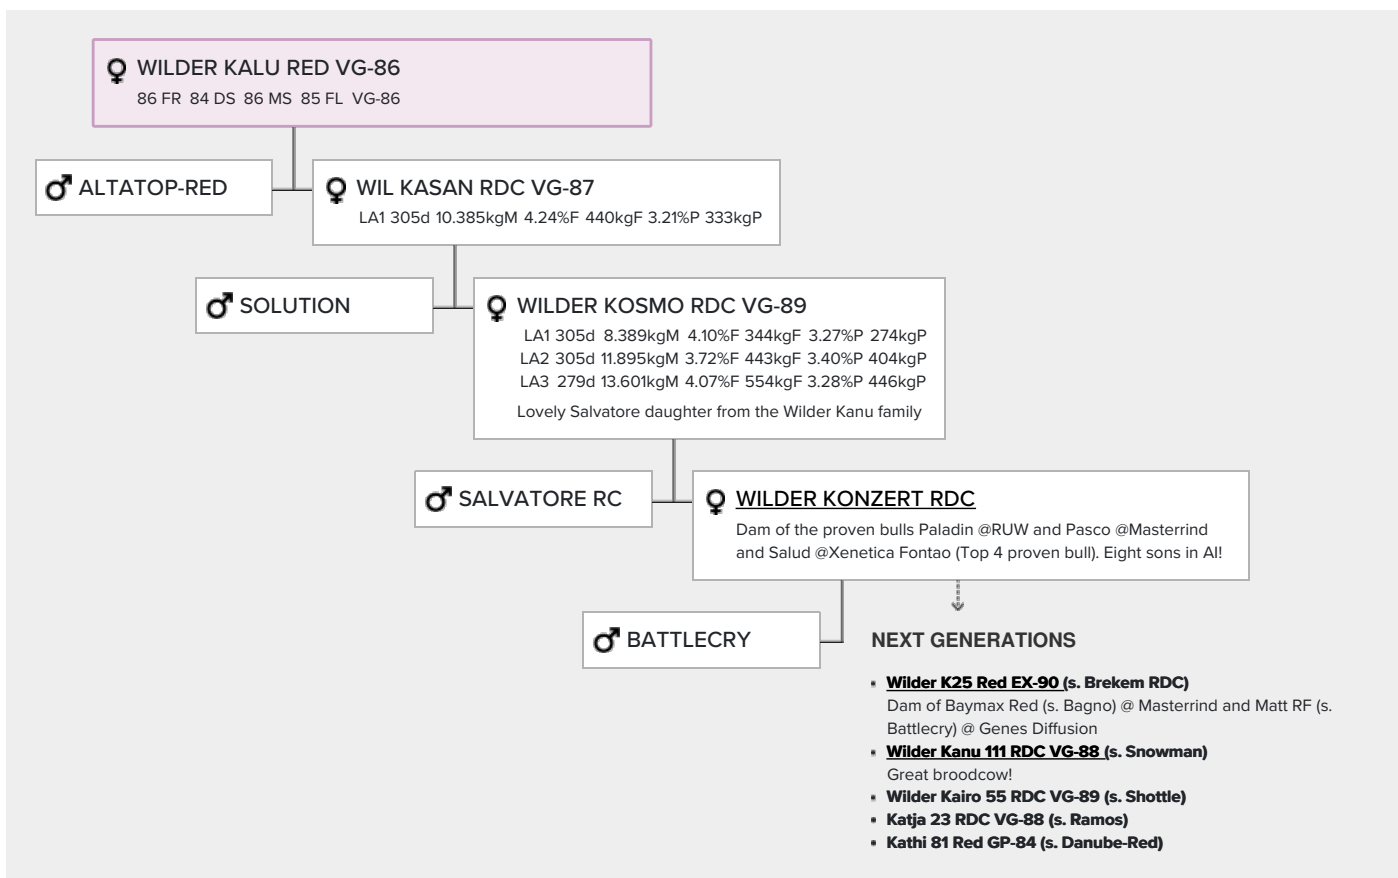 WILDER KALU RED VG-86
86 FR 84 DS 86 MS 85 FL VG-86
ALTATOP-RED
WIL KASAN RDC VG-87
LA1 305d 10.385kgM 4.24%F 440kgF 3.21%P 333kgP
SOLUTION
WILDER KOSMO RDC VG-89
LA1 305d 8.389kgM 4.10%F 344kgF 3.27%P 274kgP
LA2 305d 11.895kgM 3.72%F 443kgF 3.40%P 404kgP
LA3 279d 13.601kgM 4.07%F 554kgF 3.28%P 446kgP
Lovely Salvatore daughter from the Wilder Kanu family
SALVATORE RC
WILDER KONZERT RDC
Dam of the proven bulls Paladin @RUW and Pasco @Masterrind
and Salud @Xenetica Fontao (Top 4 proven bull). Eight sons in AI!
BATTLECRY
NEXT GENERATIONS
Wilder K25 Red EX-90 (s. Brekem RDC)
Dam of Baymax Red (s. Bagno) @ Masterrind and Matt RF (s.
Battlecry) @ Genes Diffusion
Wilder Kanu 111 RDC VG-88 (s. Snowman)
Great broodcow!
Wilder Kairo 55 RDC VG-89 (s. Shottle)
Katja 23 RDC VG-88 (s. Ramos)
Kathi 81 Red GP-84 (s. Danube-Red)